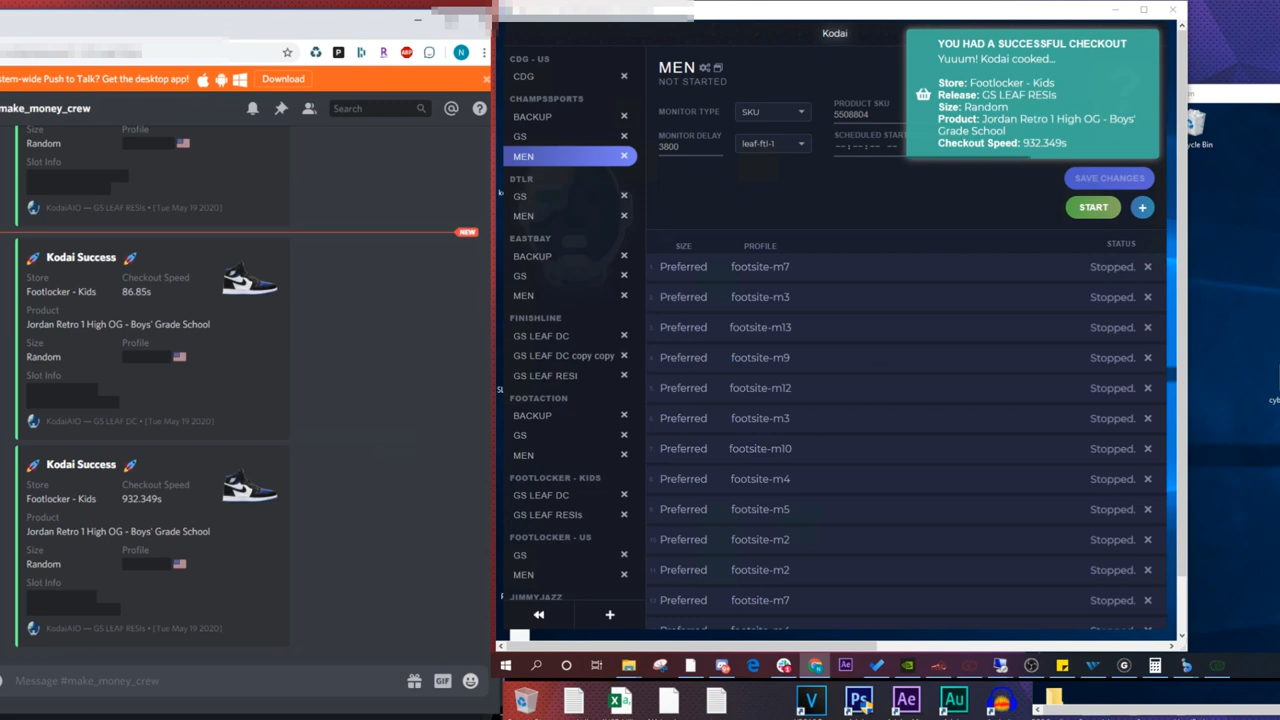 stem-wide Push to Talk? Get the desktop app!
Download
make_money_crew
Search
Size
Profile
Random
Slot Info
KodaiAIO — GS LEAF RESIs • [Tue May 19 2020]
NEW
Kodai Success
Store
Checkout Speed
Footlocker - Kids
86.85s
Product
Jordan Retro 1 High OG - Boys' Grade School
Size
Profile
Random
Slot Info
KodaiAIO — GS LEAF DC • [Tue May 19 2020]
Kodai Success
Store
Checkout Speed
Footlocker - Kids
932.349s
Product
Jordan Retro 1 High OG - Boys' Grade School
Size
Profile
Random
Slot Info
KodaiAIO — GS LEAF RESIs • [Tue May 19 2020]
Message #make_money_crew
GIF
Kodai
CDG - US
CDG
CHAMPSSPORTS
BACKUP
GS
MEN
DTLR
GS
MEN
EASTBAY
BACKUP
GS
MEN
FINISHLINE
GS LEAF DC
GS LEAF DC copy copy
GS LEAF RESI
FOOTACTION
BACKUP
GS
MEN
FOOTLOCKER - KIDS
GS LEAF DC
GS LEAF RESIs
FOOTLOCKER - US
GS
MEN
JIMMYJAZZ
MEN
NOT STARTED
MONITOR TYPE
SKU
PRODUCT SKU
5508804
MONITOR DELAY
3800
leaf-ftl-1
SCHEDULED START
YOU HAD A SUCCESSFUL CHECKOUT
Yuuum! Kodai cooked...
Store: Footlocker - Kids
Release: GS LEAF RESIs
Size: Random
Product: Jordan Retro 1 High OG - Boys'
Grade School
Checkout Speed: 932.349s
SAVE CHANGES
START
SIZE PROFILE STATUS
Preferred footsite-m7 Stopped.
Preferred footsite-m3 Stopped.
Preferred footsite-m13 Stopped.
Preferred footsite-m9 Stopped.
Preferred footsite-m12 Stopped.
Preferred footsite-m3 Stopped.
Preferred footsite-m10 Stopped.
Preferred footsite-m4 Stopped.
Preferred footsite-m5 Stopped.
Preferred footsite-m2 Stopped.
Preferred footsite-m2 Stopped.
Preferred footsite-m7 Stopped.
cycle Bin